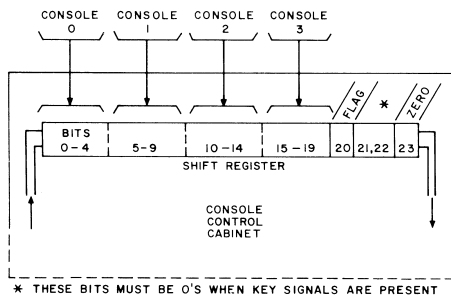 CONSOLE 0
CONSOLE 1
CONSOLE 2
CONSOLE 3
FLAG
*
ZERO
BITS
0-4
5-9
10-14
15-19
20
21,22
23
SHIFT REGISTER
CONSOLE
CONTROL
CABINET
* THESE BITS MUST BE O'S WHEN KEY SIGNALS ARE PRESENT